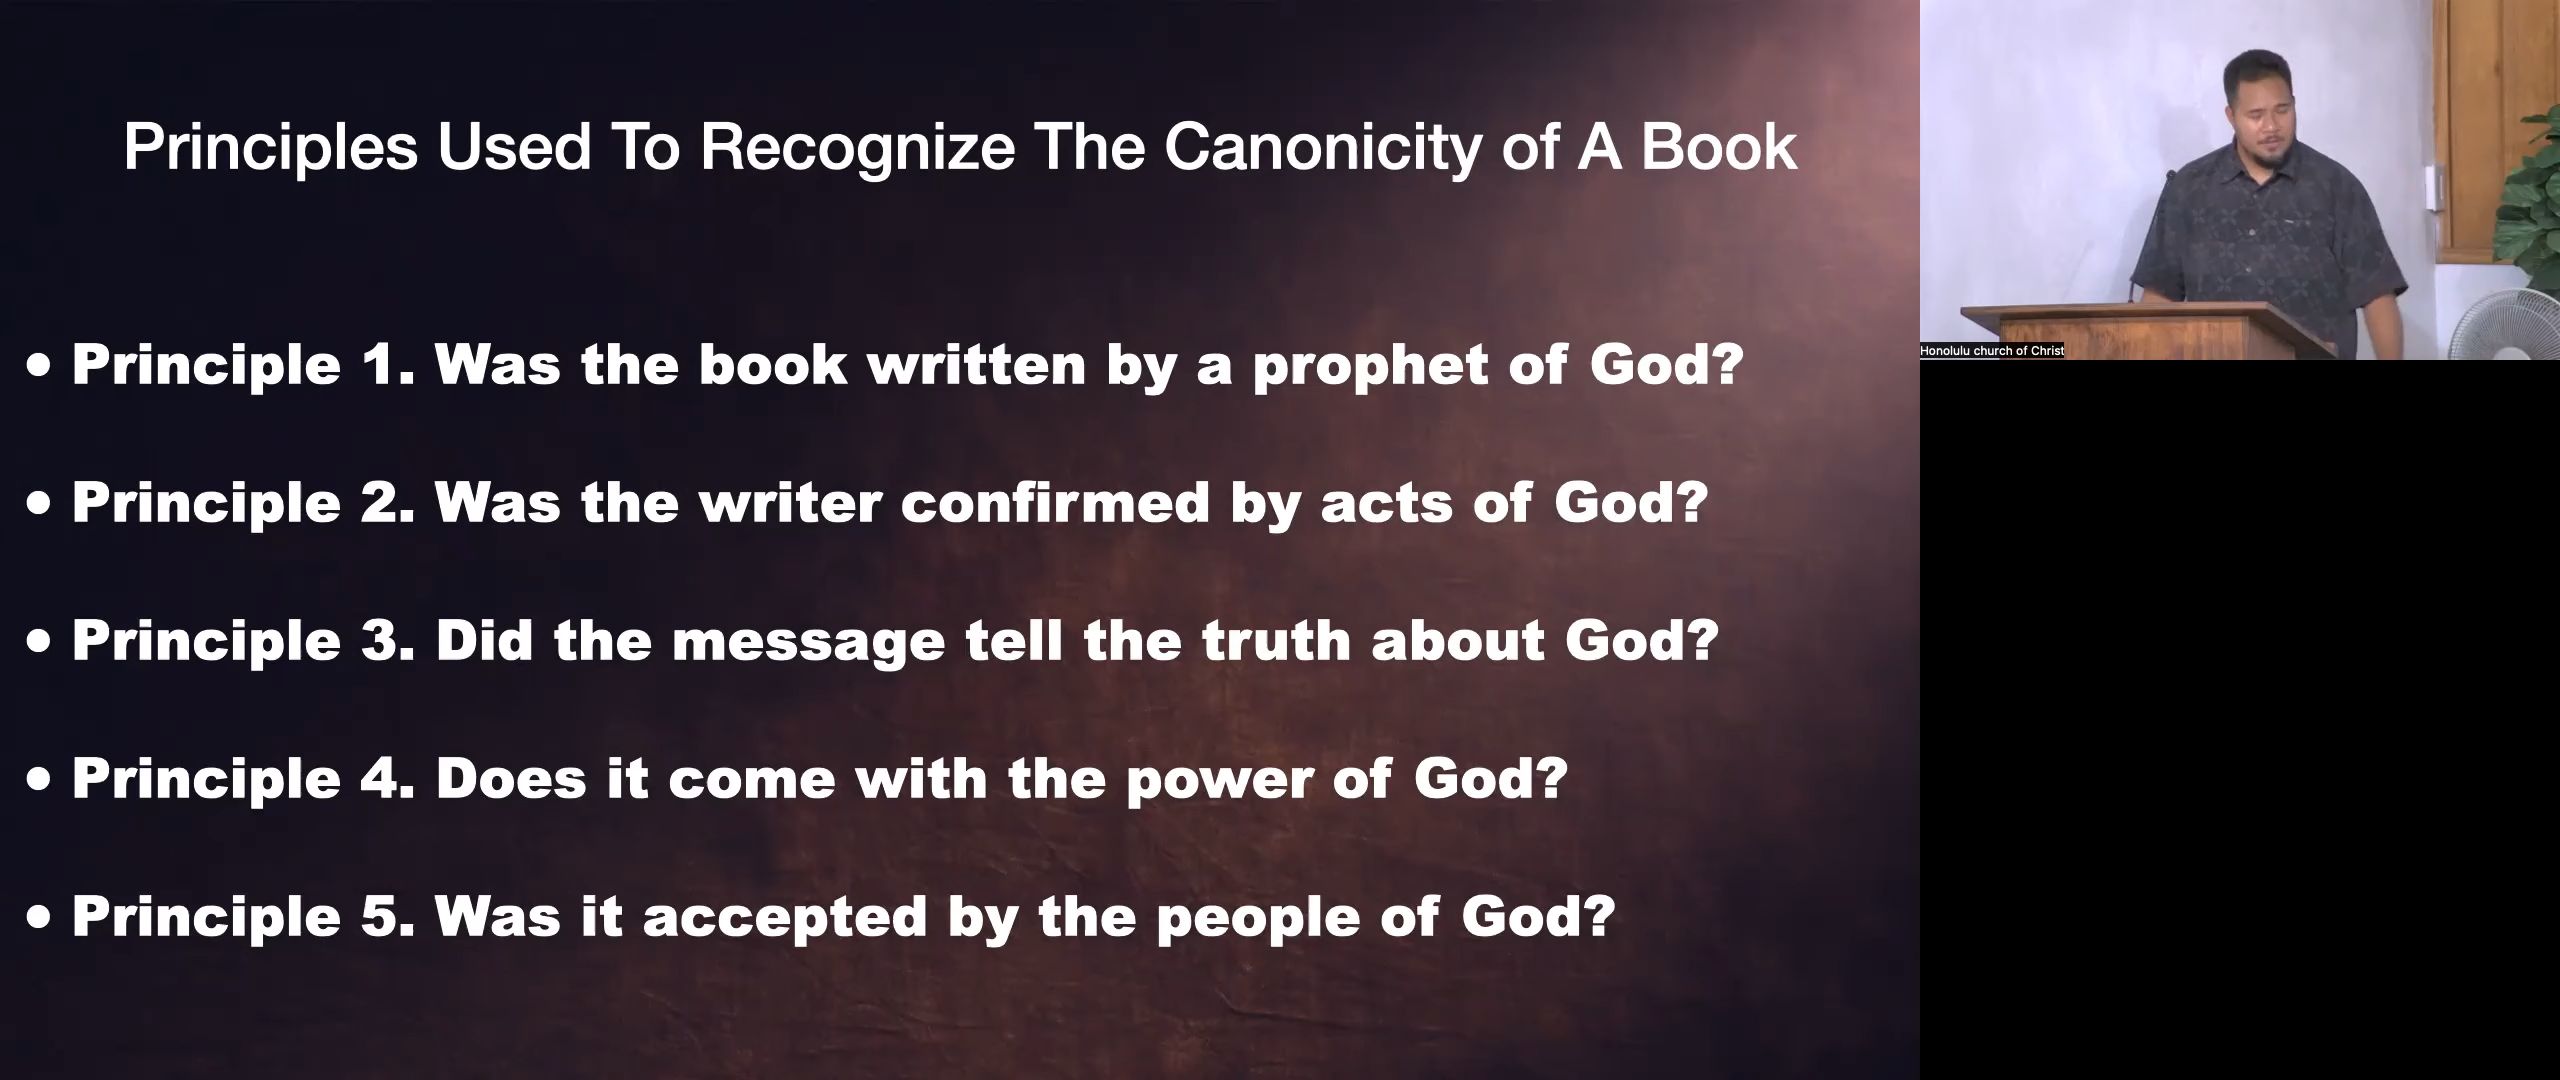 Principles Used To Recognize The Canonicity of A Book
• Principle 1. Was the book written by a prophet of God?
• Principle 2. Was the writer confirmed by acts of God?
• Principle 3. Did the message tell the truth about God?
• Principle 4. Does it come with the power of God?
• Principle 5. Was it accepted by the people of God?
Honolulu church of Christ